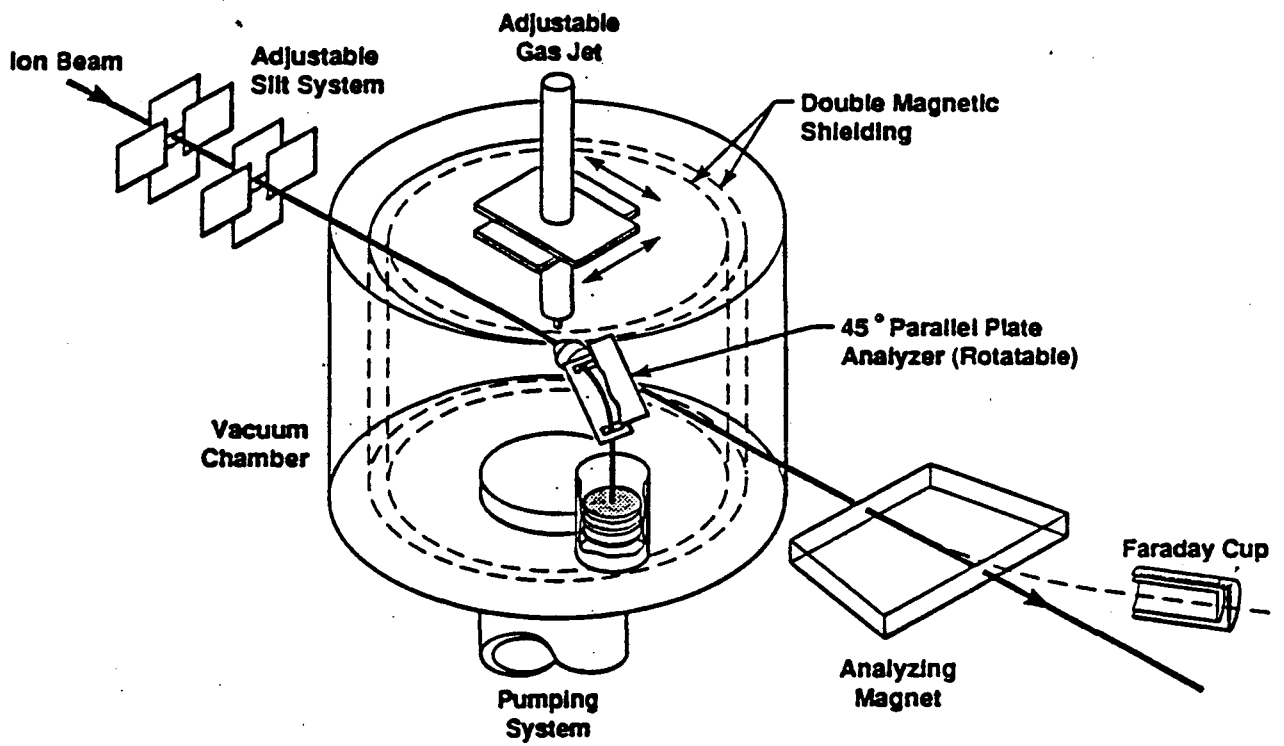 Ion Beam
Adjustable
Silt System
Adjustable
Gas Jet
Double Magnetic
Shielding
45° Parallel Plate
Analyzer (Rotatable)
Vacuum
Chamber
Faraday Cup
Analyzing
Magnet
Pumping
System